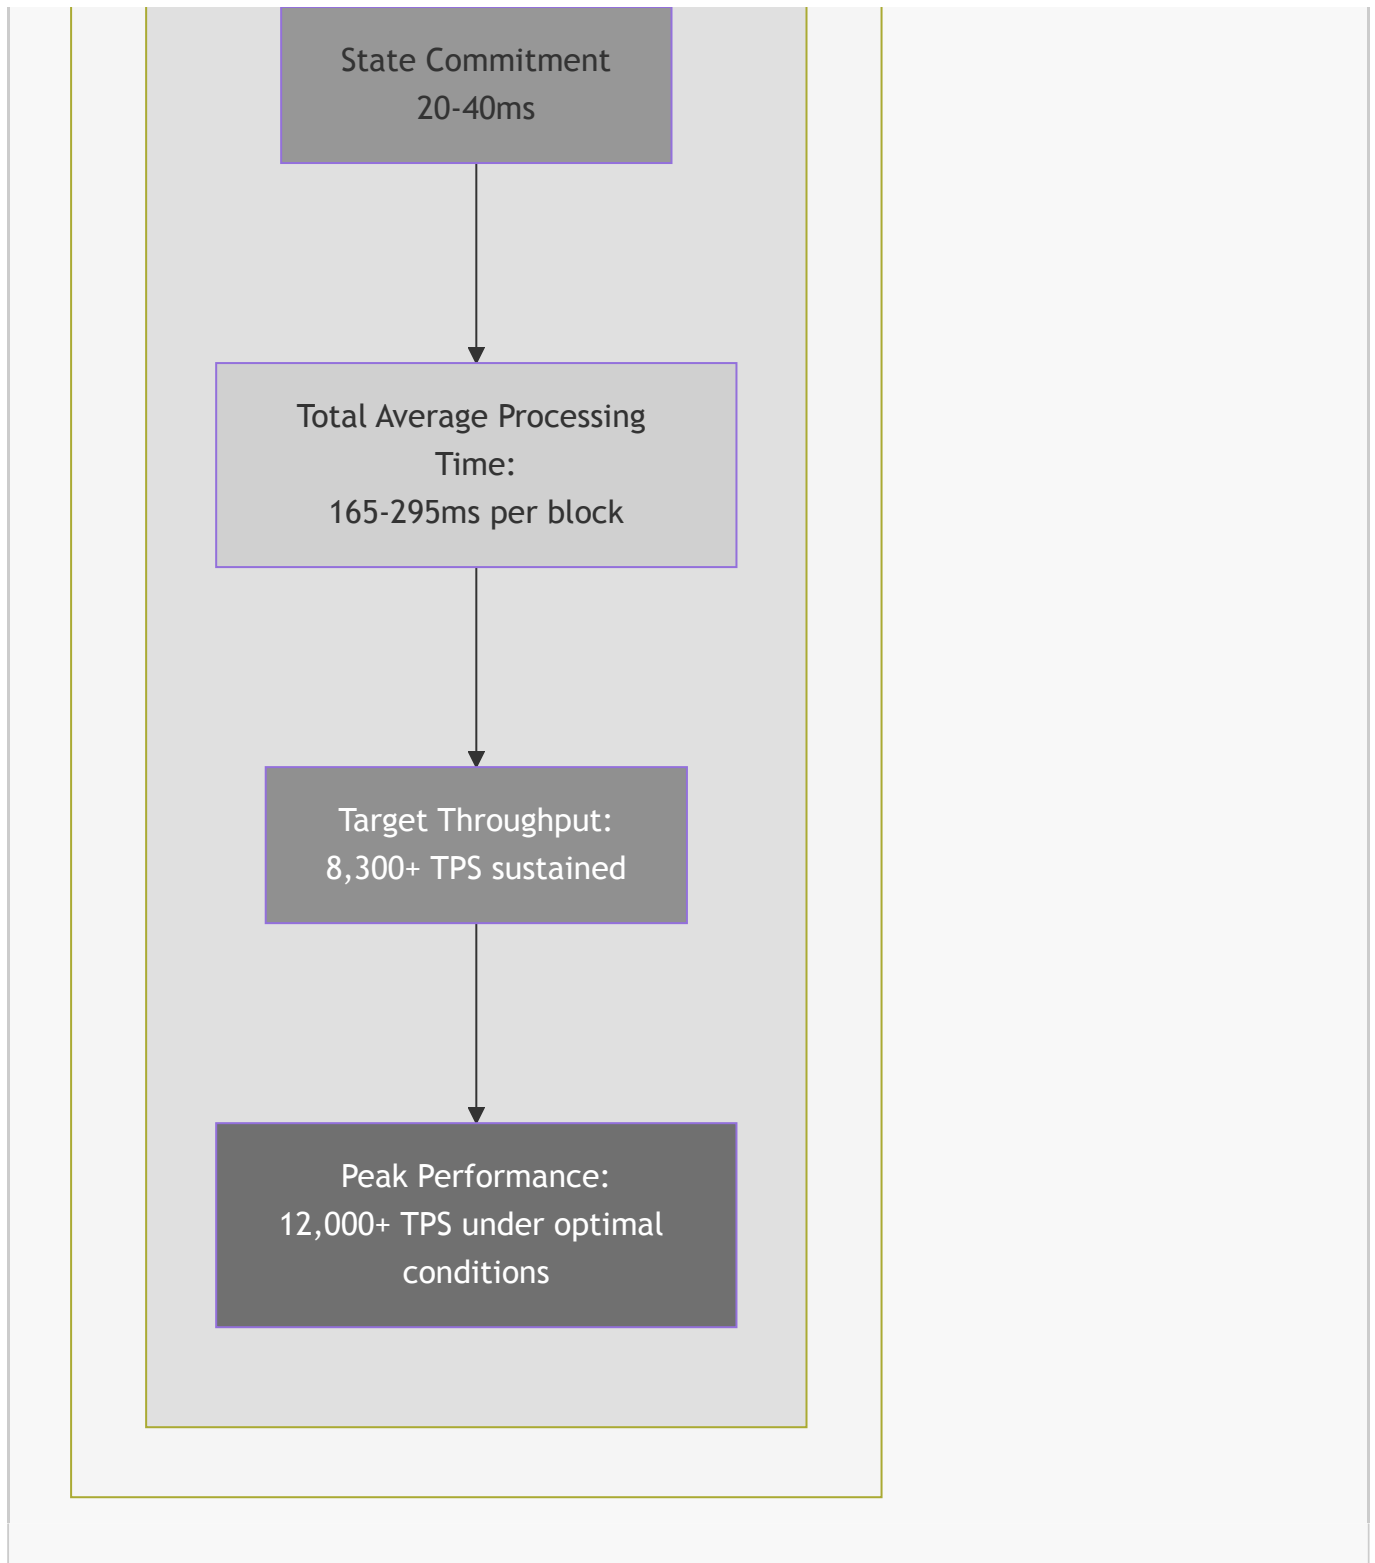 State Commitment
20-40ms
Total Average Processing
Time:
165-295ms per block
Target Throughput:
8,300+ TPS sustained
Peak Performance:
12,000+ TPS under optimal
conditions